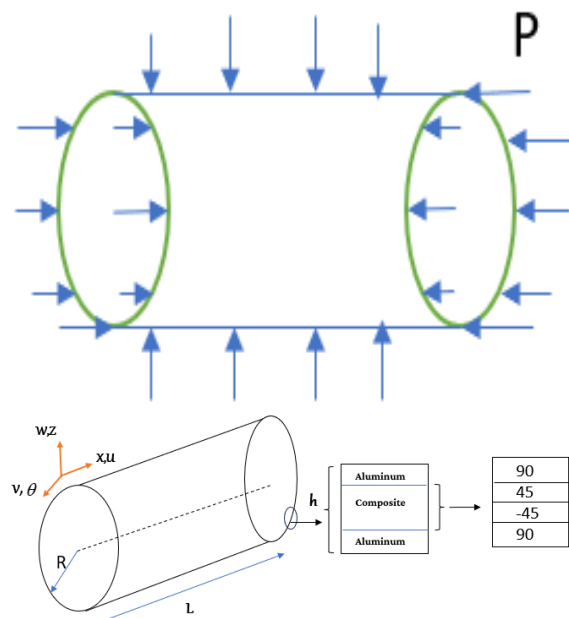 P
w,z
x,u
v, θ
R
L
h
Aluminum
Composite
Aluminum
90
45
-45
90